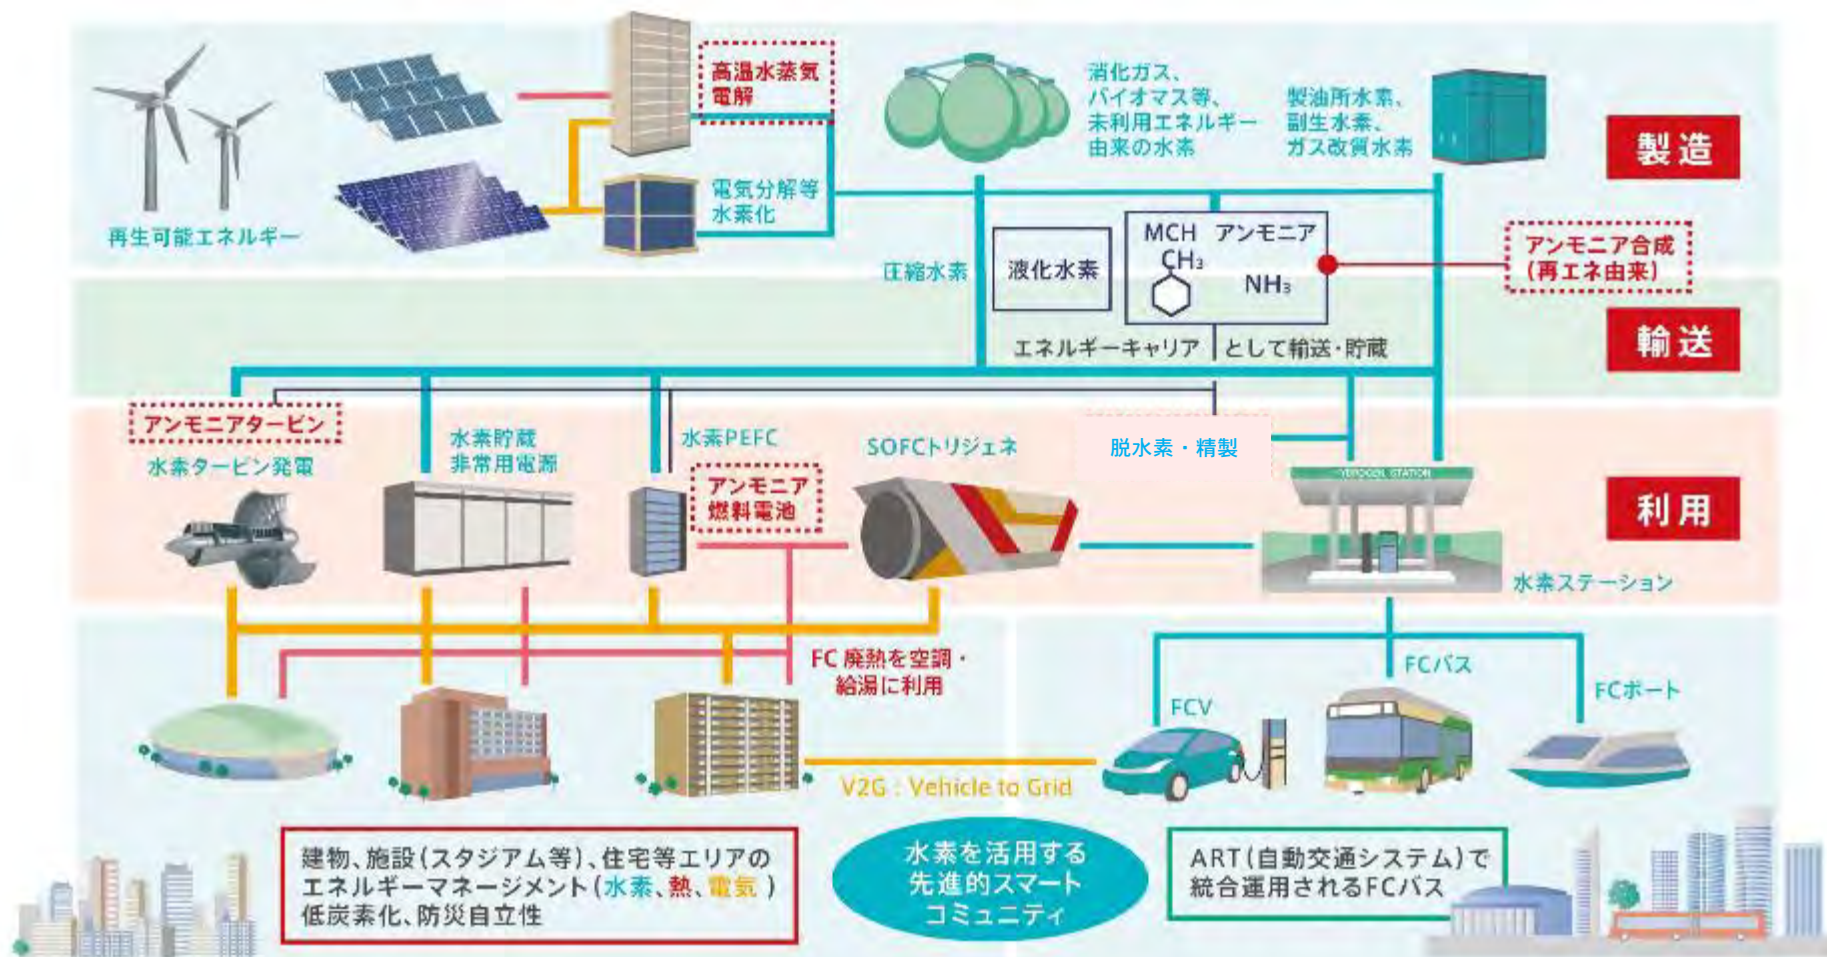 高温水蒸気
電解
消化ガス、
バイオマス等、
未利用エネルギー
由来の水素
製油所水素、
副生水素、
ガス改質水素
製造
電気分解等
水素化
再生可能エネルギー
圧縮水素
液化水素
MCH アンモニア
CH₃
NH₃
アンモニア合成
(再エネ由来)
エネルギーキャリア として輸送・貯蔵
輸送
アンモニアタービン
水素タービン発電
水素貯蔵
非常用電源
水素PEFC
アンモニア
燃料電池
SOFCトリジェネ
脱水素・精製
HYDROGEN STATION
利用
水素ステーション
FC 廃熱を空調・
給湯に利用
FCV
FCバス
FCボート
V2G : Vehicle to Grid
建物、施設(スタジアム等)、住宅等エリアの
エネルギーマネージメント(水素、熱、電気)
低炭素化、防災自立性
水素を活用する
先進的スマート
コミュニティ
ART(自動交通システム)で
統合運用されるFCバス